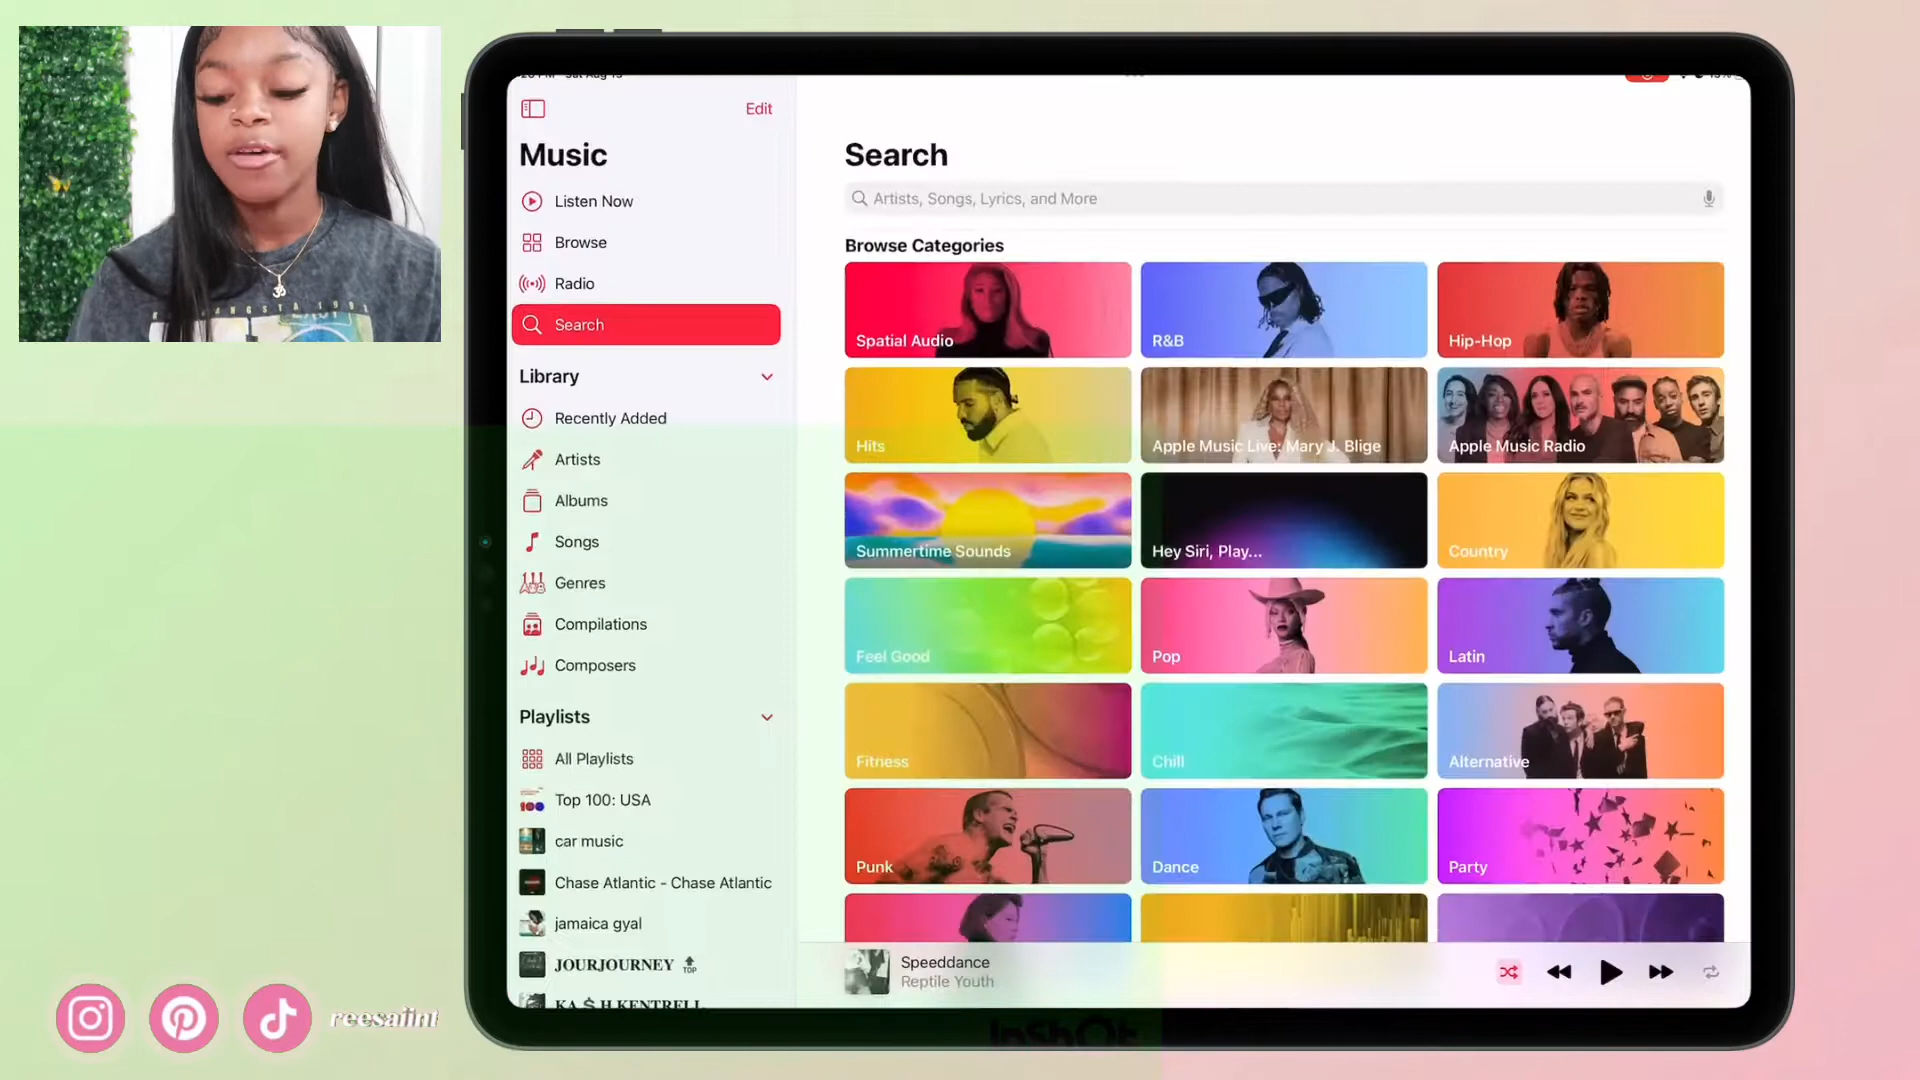 Edit
Music
Listen Now
Browse
Radio
Search
Library
Recently Added
Artists
Albums
Songs
Genres
Compilations
Composers
Playlists
All Playlists
Top 100: USA
car music
Chase Atlantic - Chase Atlantic
jamaica gyal
JOURJOURNEY 🔝
KA $ H KENTRELL
Search
Artists, Songs, Lyrics, and More
Browse Categories
Spatial Audio
R&B
Hip-Hop
Hits
Apple Music Live: Mary J. Blige
Apple Music Radio
Summertime Sounds
Hey Siri, Play...
Country
Feel Good
Pop
Latin
Fitness
Chill
Alternative
Punk
Dance
Party
Speeddance
Reptile Youth
reesaiint
InShOt